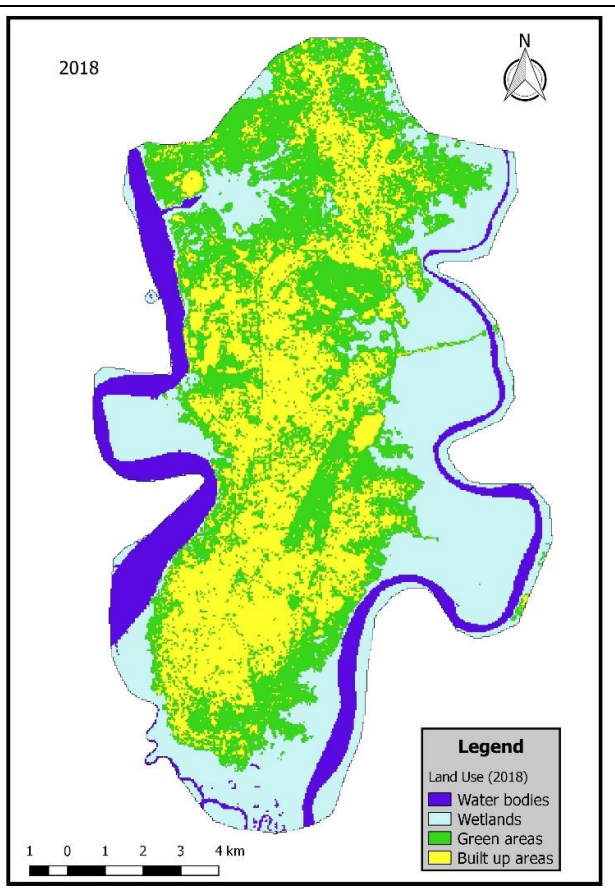 2018
N
Legend
Land Use (2018)
Water bodies
Wetlands
Green areas
Built up areas
1 0 1 2 3 4 km